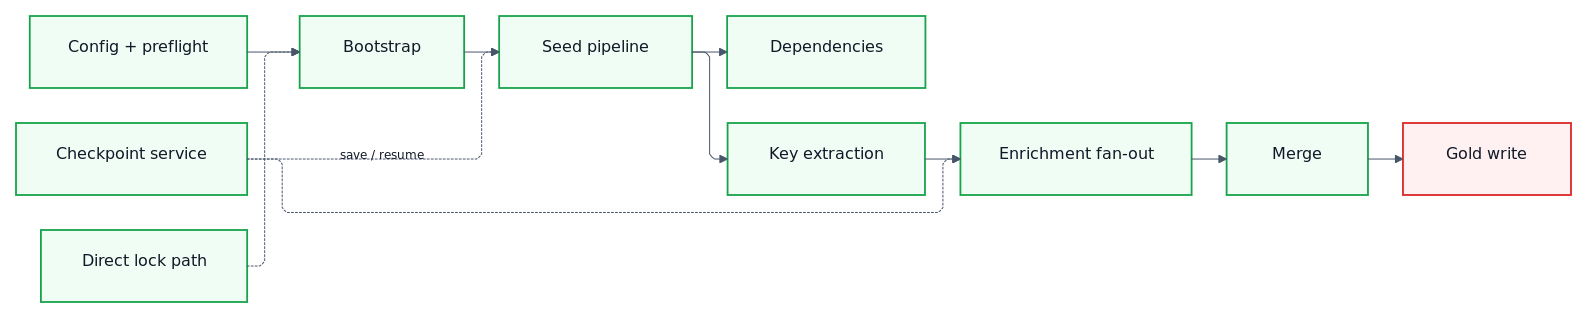 Config + preflight
Bootstrap
Seed pipeline
Dependencies
Checkpoint service
save / resume
Key extraction
Enrichment fan-out
Merge
Gold write
Direct lock path